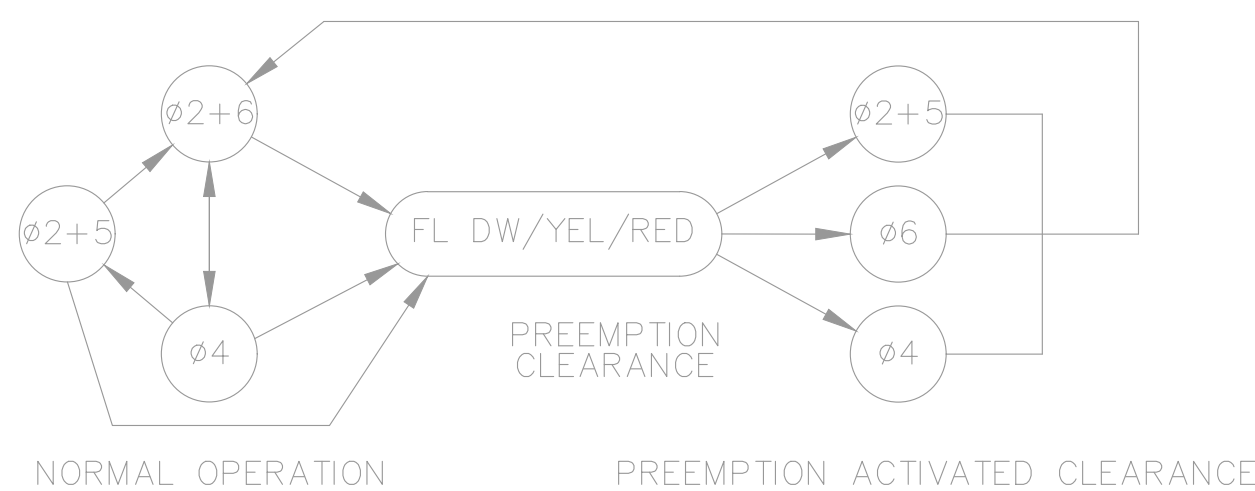 ø2+6
ø2+5
ø2+5
FL DW/YEL/RED
ø6
ø4
ø4
PREEMPTION
CLEARANCE
NORMAL OPERATION
PREEMPTION ACTIVATED CLEARANCE